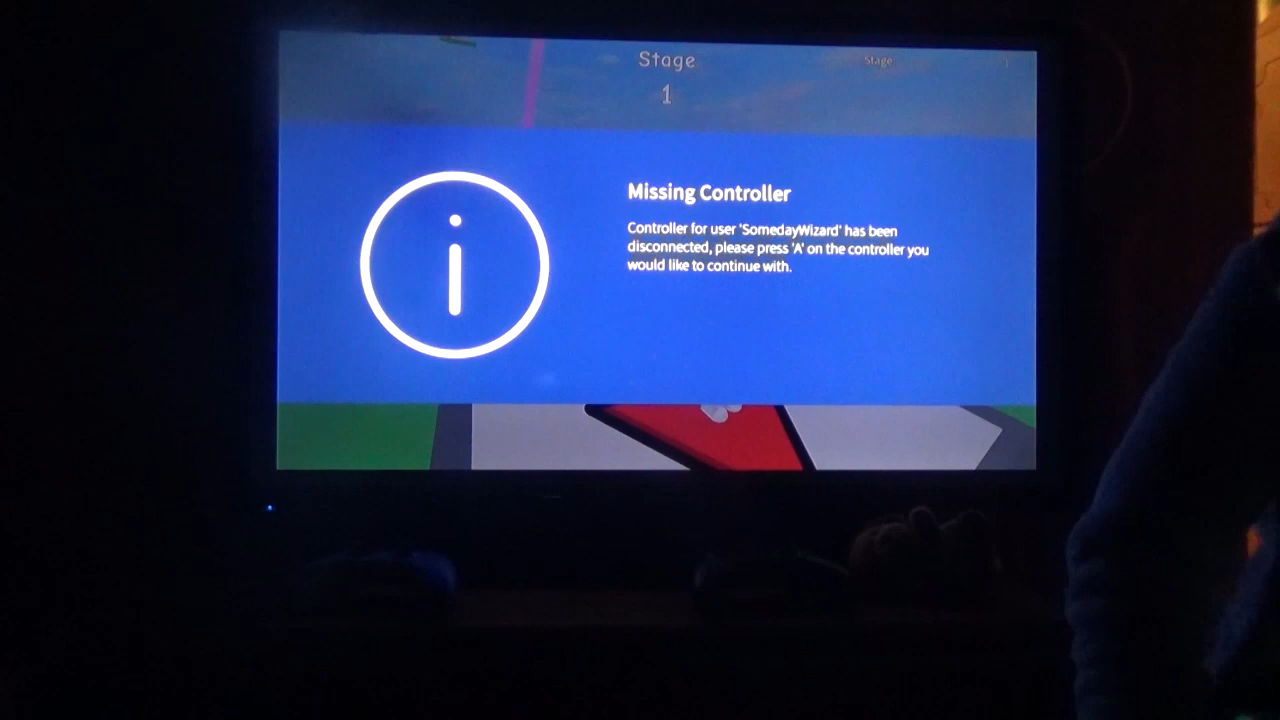 Stage
Stage
1
Missing Controller
Controller for user 'SomedayWizard' has been
disconnected, please press 'A' on the controller you
would like to continue with.